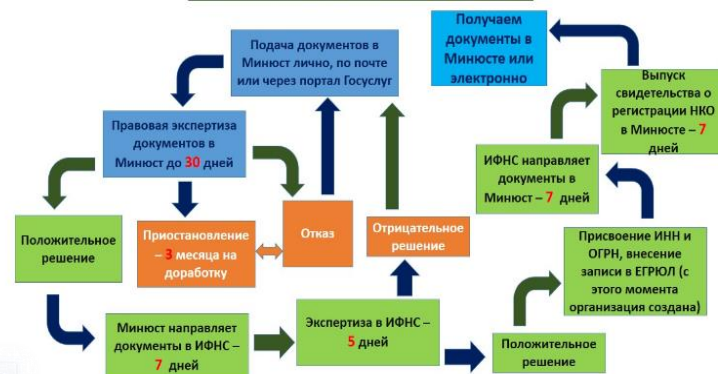 Подача документов в
Минюст лично, по почте
или через портал Госуслуг
Получаем
документы в
Минюсте или
электронно
Выпуск
свидетельства о
регистрации НКО
в Минюсте – 7
дней
Правовая экспертиза
документов в
Минюст до 30 дней
ИФНС направляет
документы в
Минюст – 7 дней
Положительное
решение
Приостановление
– 3 месяца на
доработку
Отказ
Отрицательное
решение
Присвоение ИНН и
ОГРН, внесение
записи в ЕГРЮЛ (с
этого момента
организация создана)
Минюст направляет
документы в ИФНС –
7 дней
Экспертиза в ИФНС –
5 дней
Положительное
решение